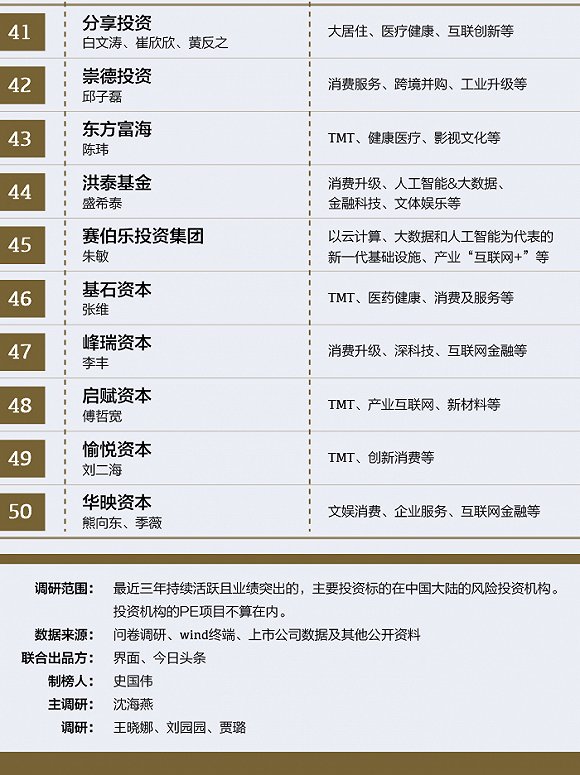 41
分享投资
白文涛、崔欣欣、黄反之
大居住、医疗健康、互联创新等
42
崇德投资
邱子磊
消费服务、跨境并购、工业升级等
43
东方富海
陈玮
TMT、健康医疗、影视文化等
44
洪泰基金
盛希泰
消费升级、人工智能&大数据、
金融科技、文体娱乐等
45
赛伯乐投资集团
朱敏
以云计算、大数据和人工智能为代表的
新一代基础设施、产业“互联网+”等
46
基石资本
张维
TMT、医药健康、消费及服务等
47
峰瑞资本
李丰
消费升级、深科技、互联网金融等
48
启赋资本
傅哲宽
TMT、产业互联网、新材料等
49
愉悦资本
刘二海
TMT、创新消费等
50
华映资本
熊向东、季薇
文娱消费、企业服务、互联网金融等
调研范围： 最近三年持续活跃且业绩突出的，主要投资标的在中国大陆的风险投资机构。
投资机构的PE项目不算在内。
数据来源： 问卷调研、wind终端、上市公司数据及其他公开资料
联合出品方： 界面、今日头条
制榜人： 史国伟
主调研： 沈海燕
调研： 王晓娜、刘园园、贾璐